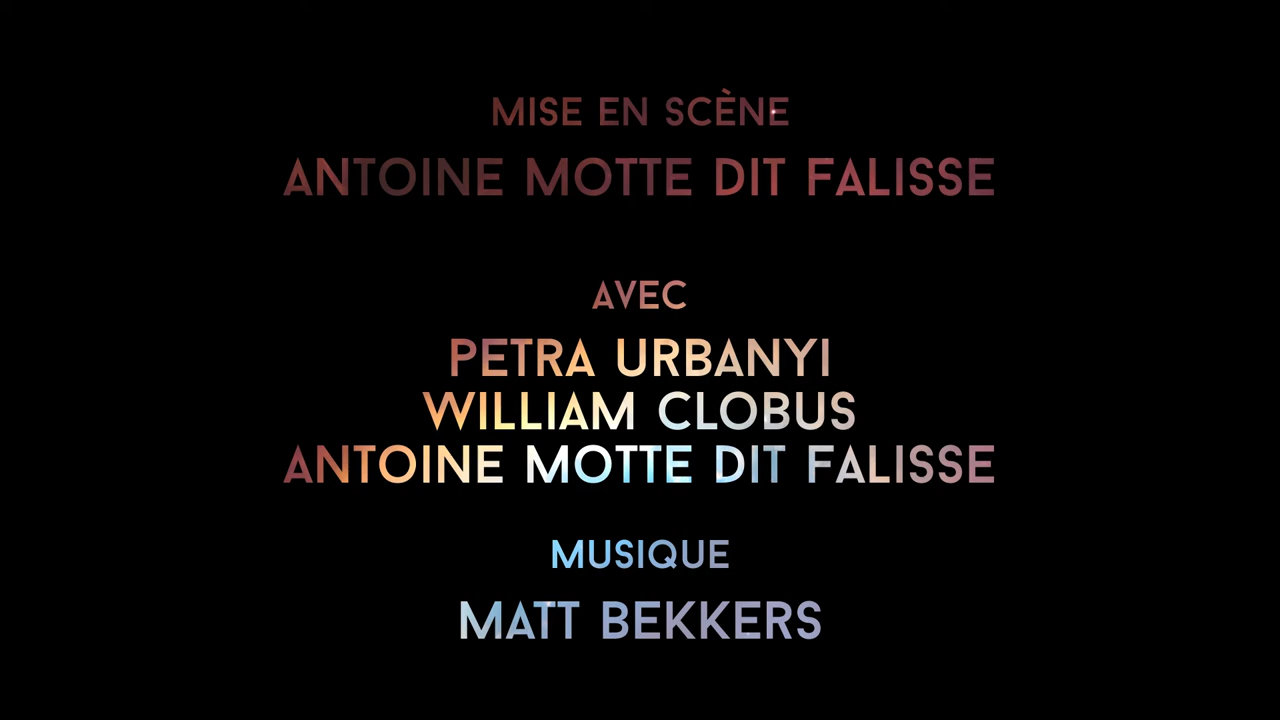 MISE EN SCÈNE
ANTOINE MOTTE DIT FALISSE
AVEC
PETRA URBANYI
WILLIAM CLOBUS
ANTOINE MOTTE DIT FALISSE
MUSIQUE
MATT BEKKERS